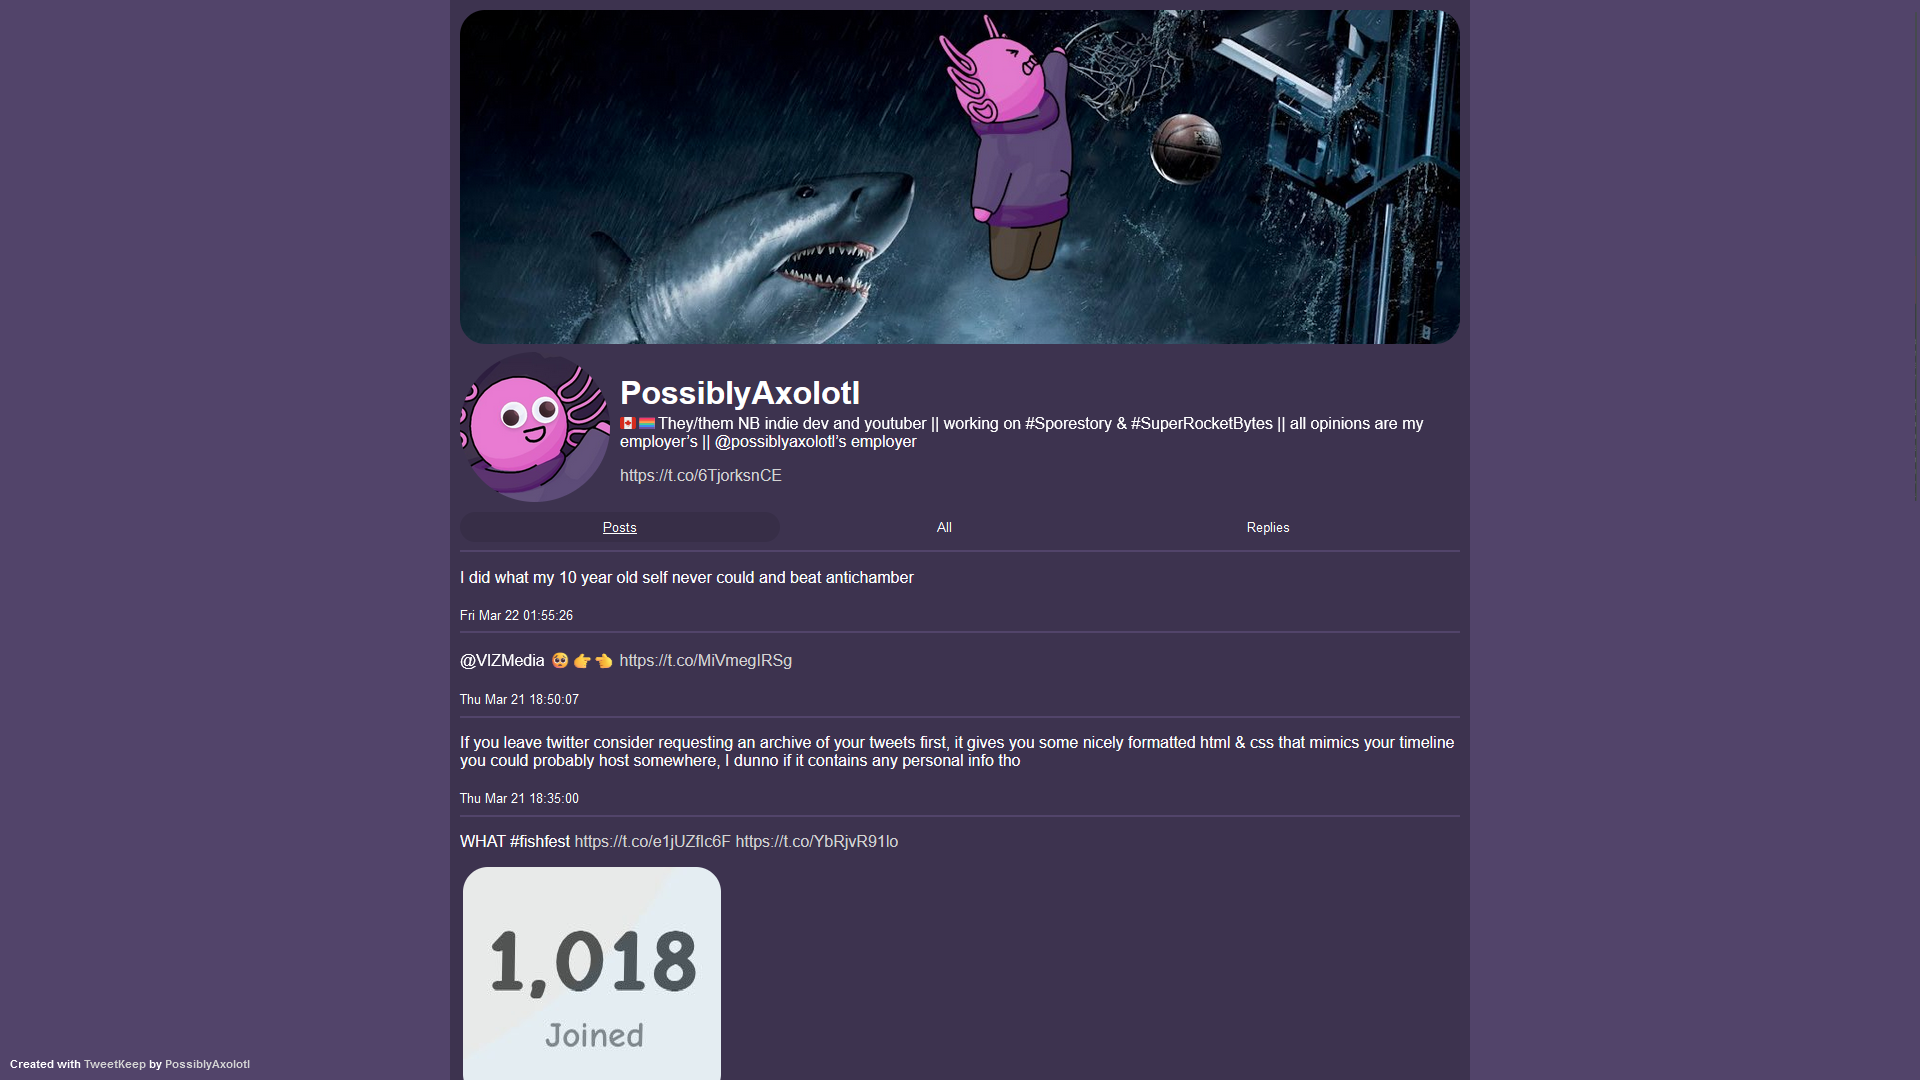 PossiblyAxolotl
🇨🇦🏳️‍🌈They/them NB indie dev and youtuber || working on #Sporestory & #SuperRocketBytes || all opinions are my
employer’s || @possiblyaxolotl’s employer
https://t.co/6TjorksnCE
Posts All Replies
I did what my 10 year old self never could and beat antichamber
Fri Mar 22 01:55:26
@VIZMedia 🥺👉👈 https://t.co/MiVmegIRSg
Thu Mar 21 18:50:07
If you leave twitter consider requesting an archive of your tweets first, it gives you some nicely formatted html & css that mimics your timeline
you could probably host somewhere, I dunno if it contains any personal info tho
Thu Mar 21 18:35:00
WHAT #fishfest https://t.co/e1jUZflc6F https://t.co/YbRjvR91lo
1,018
Joined
Created with TweetKeep by PossiblyAxolotl